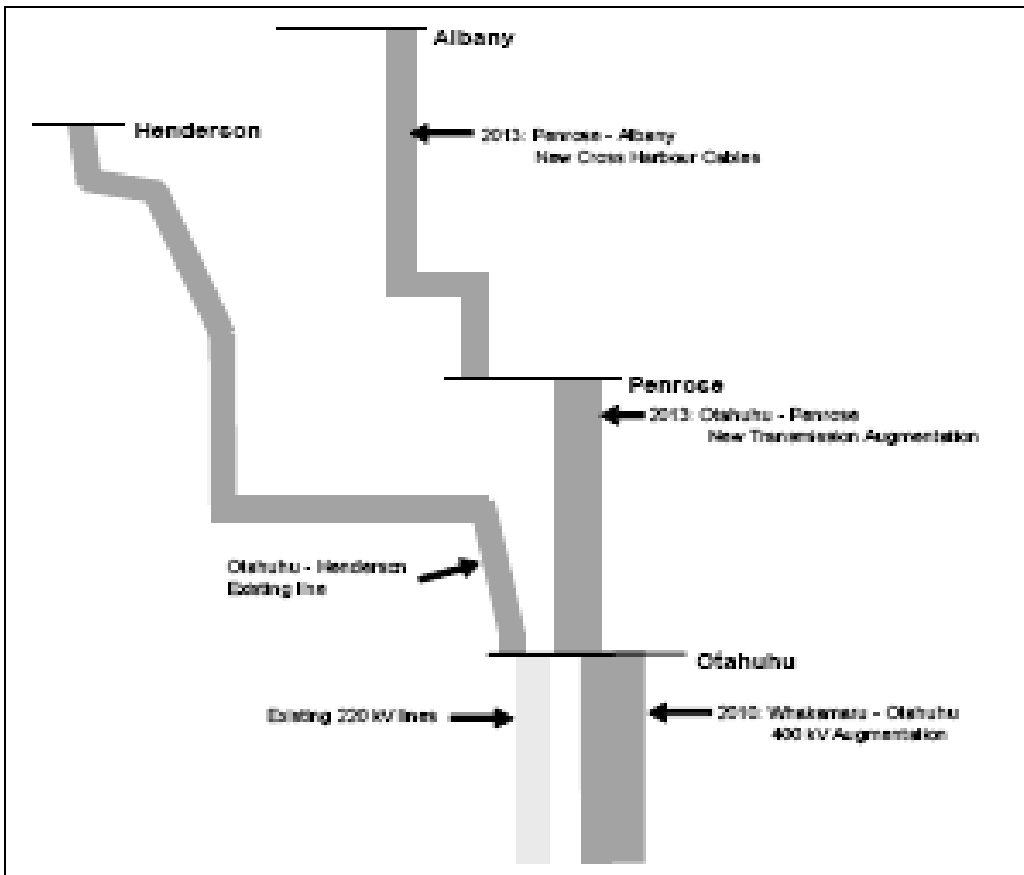 Albany
Henderson
2013: Penrose - Albany
New Cross Harbour Cables
Penrose
2013: Otahuhu - Penrose
New Transmission Augmentation
Otahuhu - Henderson
Existing line
Otahuhu
Existing 220 kV lines
2010: Whakamaru - Otahuhu
400 kV Augmentation